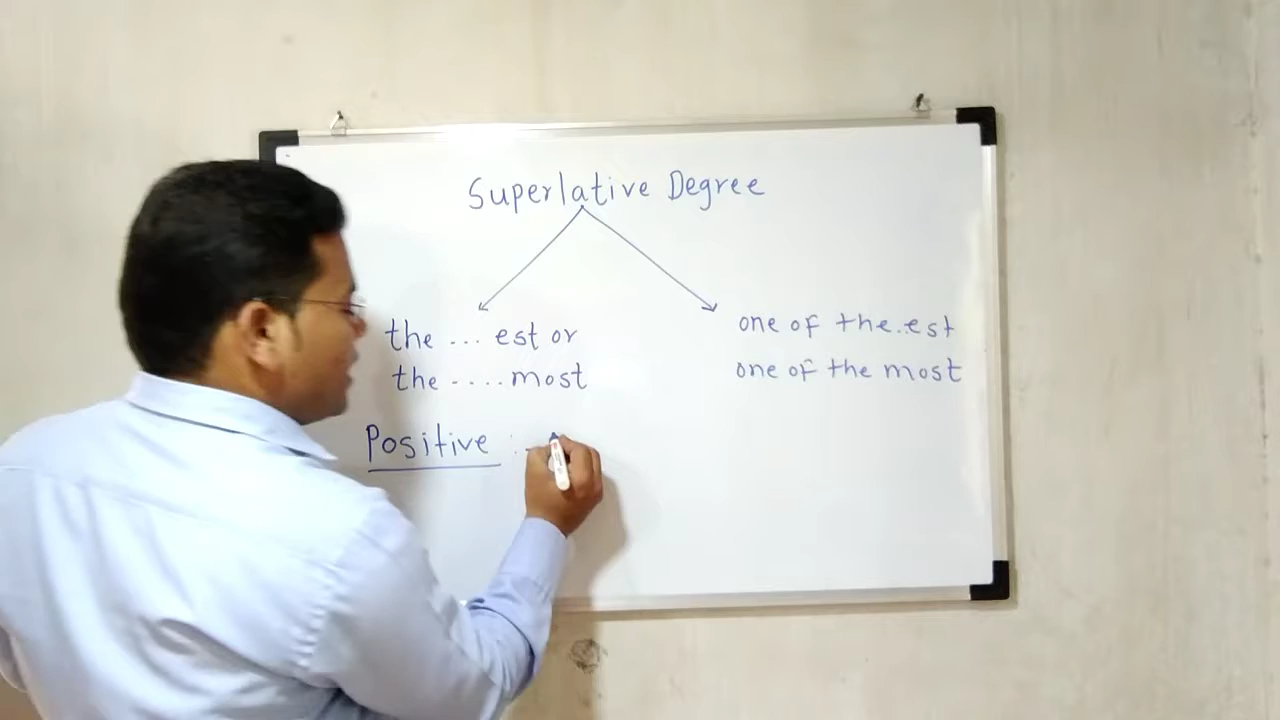 Superlative Degree
the ... est or
the .... most
one of the..est
one of the most
Positive :-